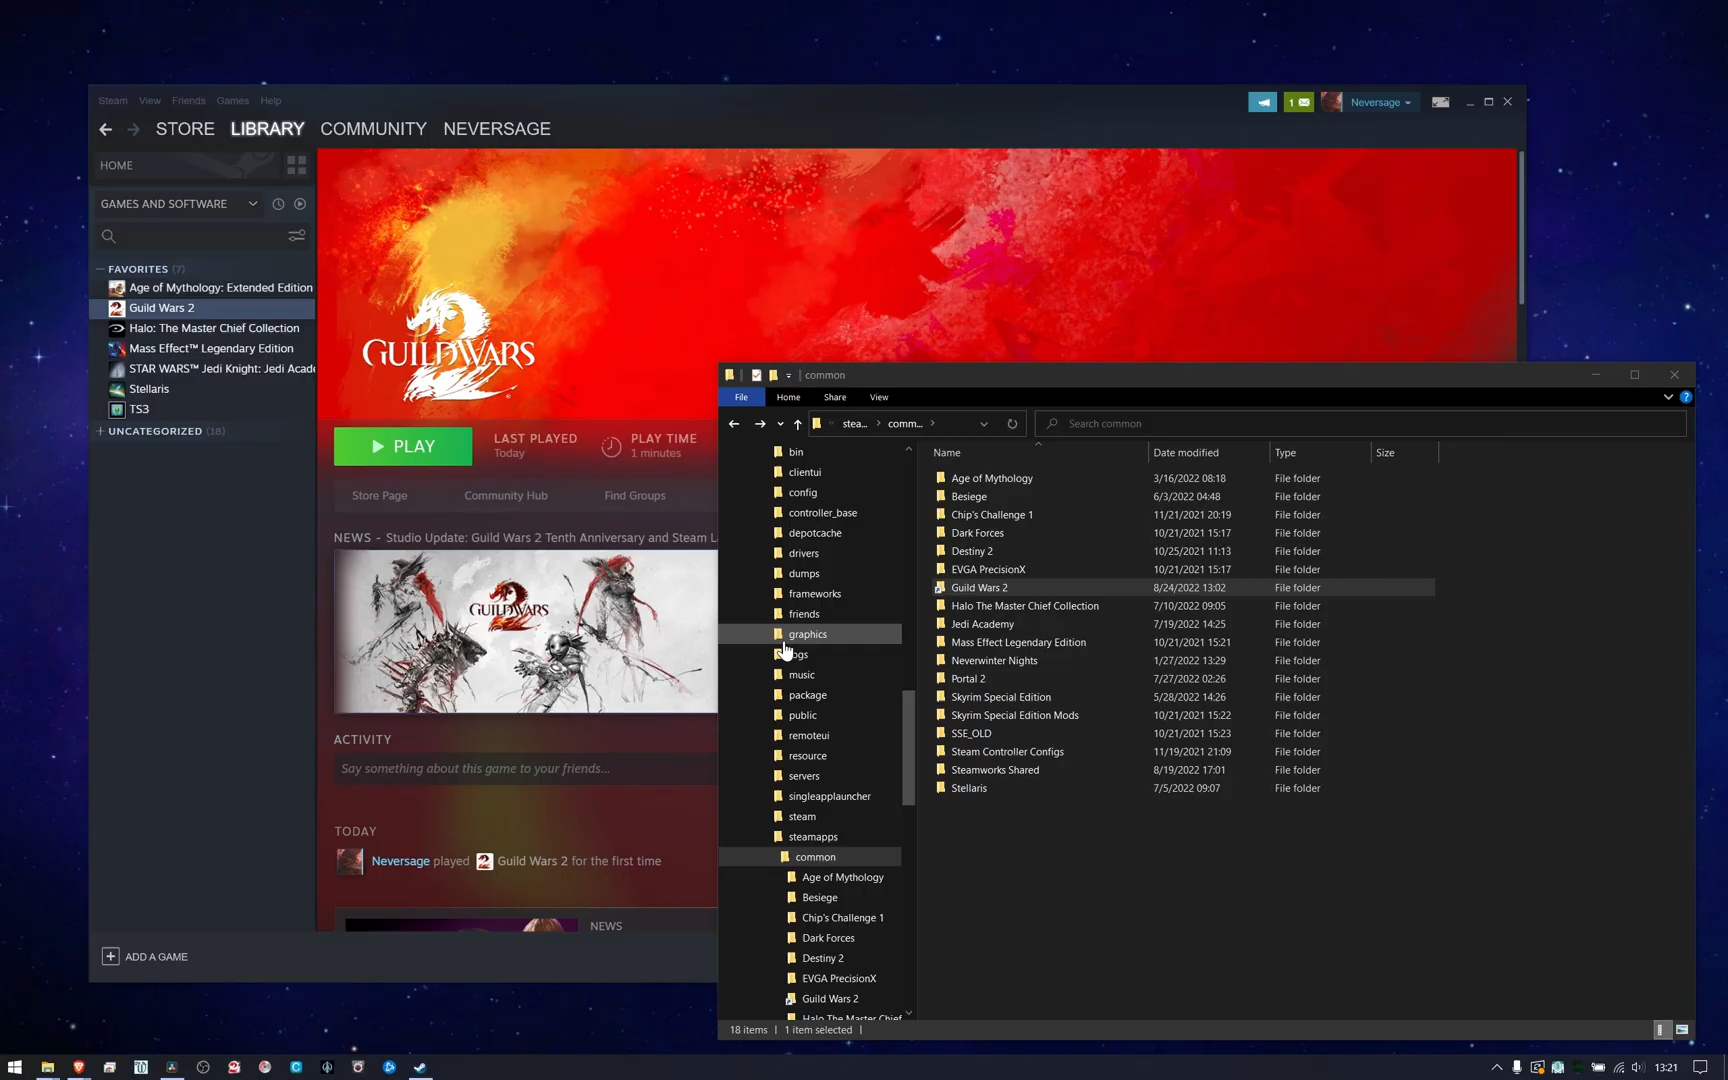 Steam View Friends Games Help
1
Neversage
STORE LIBRARY COMMUNITY NEVERSAGE
HOME
GAMES AND SOFTWARE
FAVORITES (7)
Age of Mythology: Extended Edition
Guild Wars 2
Halo: The Master Chief Collection
Mass Effect™ Legendary Edition
STAR WARS™ Jedi Knight: Jedi Acade
Stellaris
TS3
UNCATEGORIZED (18)
ADD A GAME
GUILD WARS
2
PLAY
LAST PLAYED
Today
PLAY TIME
1 minutes
Store Page Community Hub Find Groups
NEWS - Studio Update: Guild Wars 2 Tenth Anniversary and Steam La
GUILD WARS
2
ACTIVITY
Say something about this game to your friends...
TODAY
Neversage played Guild Wars 2 for the first time
NEWS
common
File Home Share View
stea... comm...
Search common
bin
clientui
config
controller_base
depotcache
drivers
dumps
frameworks
friends
graphics
ogs
music
package
public
remoteui
resource
servers
singleapplauncher
steam
steamapps
common
Age of Mythology
Besiege
Chip's Challenge 1
Dark Forces
Destiny 2
EVGA PrecisionX
Guild Wars 2
Halo The Master Chief
Name Date modified Type Size
Age of Mythology 3/16/2022 08:18 File folder
Besiege 6/3/2022 04:48 File folder
Chip's Challenge 1 11/21/2021 20:19 File folder
Dark Forces 10/21/2021 15:17 File folder
Destiny 2 10/25/2021 11:13 File folder
EVGA PrecisionX 10/21/2021 15:17 File folder
Guild Wars 2 8/24/2022 13:02 File folder
Halo The Master Chief Collection 7/10/2022 09:05 File folder
Jedi Academy 7/19/2022 14:25 File folder
Mass Effect Legendary Edition 10/21/2021 15:21 File folder
Neverwinter Nights 1/27/2022 13:29 File folder
Portal 2 7/27/2022 02:26 File folder
Skyrim Special Edition 5/28/2022 14:26 File folder
Skyrim Special Edition Mods 10/21/2021 15:22 File folder
SSE_OLD 10/21/2021 15:23 File folder
Steam Controller Configs 11/19/2021 21:09 File folder
Steamworks Shared 8/19/2022 17:01 File folder
Stellaris 7/5/2022 09:07 File folder
18 items 1 item selected
13:21